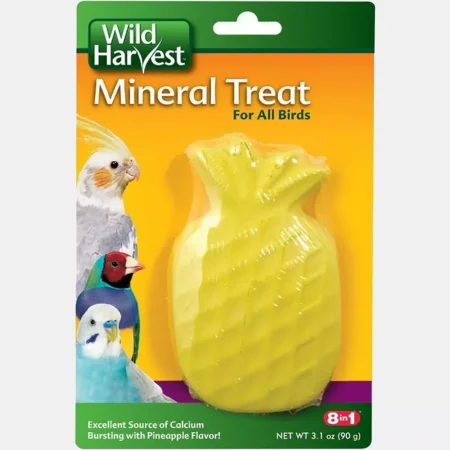 Wild
Harvest
Mineral Treat
For All Birds
8in1
Excellent Source of Calcium
Bursting with Pineapple Flavor!
NET WT 3.1 oz (90 g)